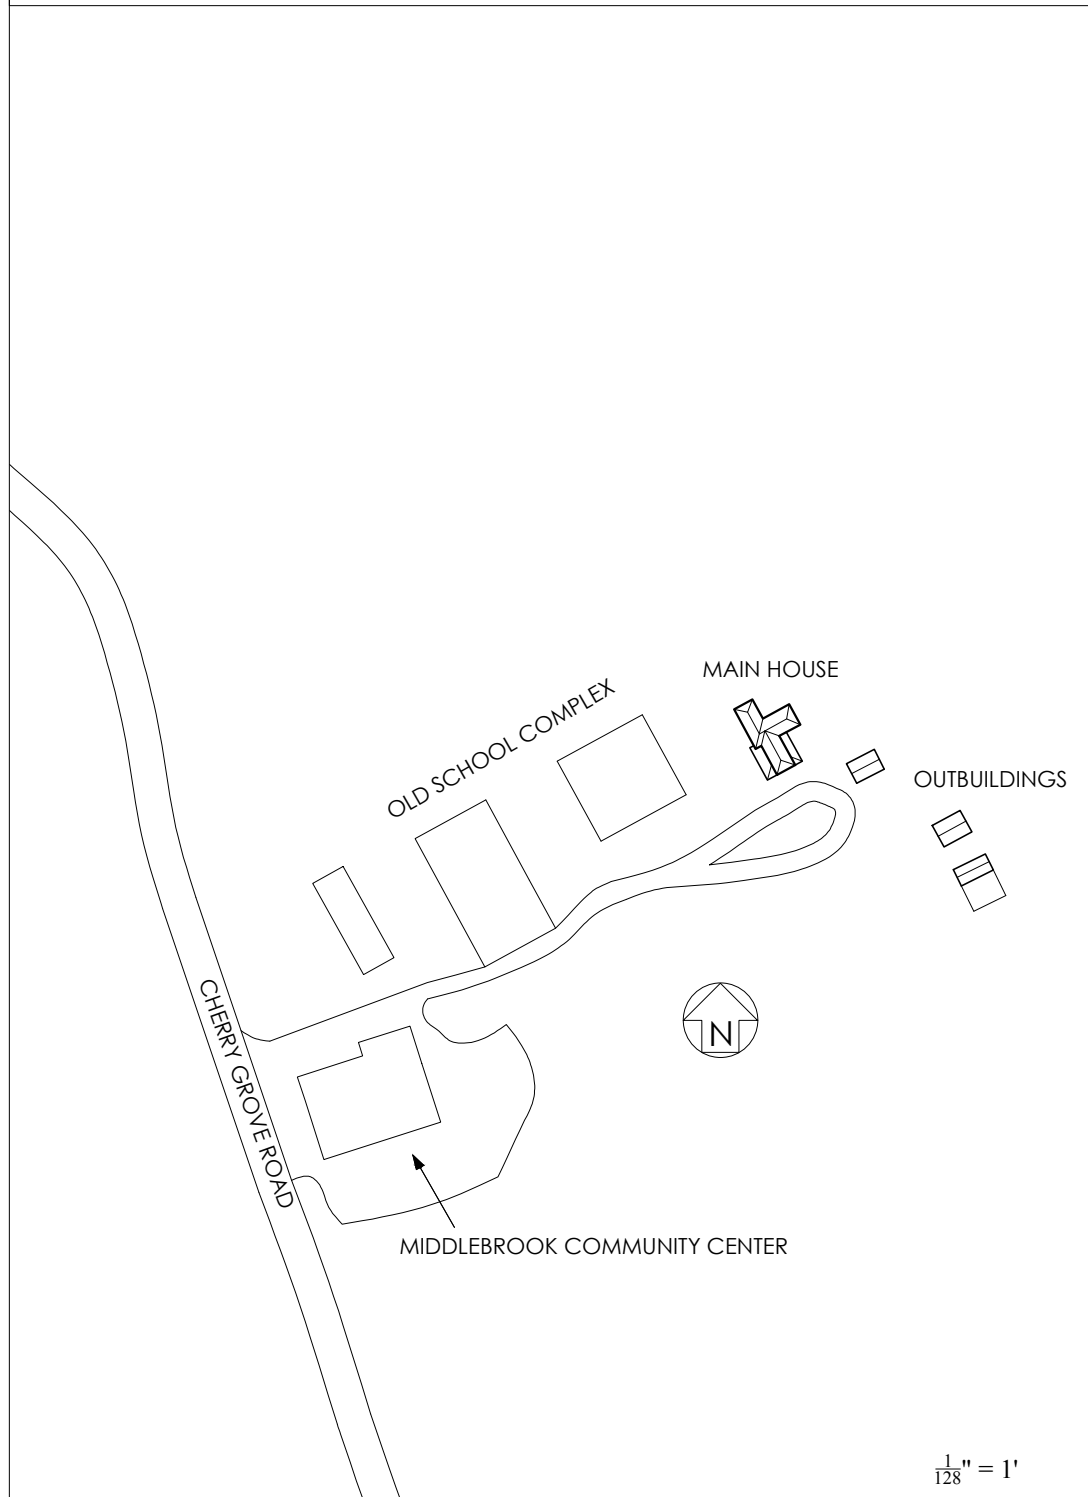 MAIN HOUSE
OLD SCHOOL COMPLEX
OUTBUILDINGS
CHERRY GROVE ROAD
N
MIDDLEBROOK COMMUNITY CENTER
1/128" = 1'